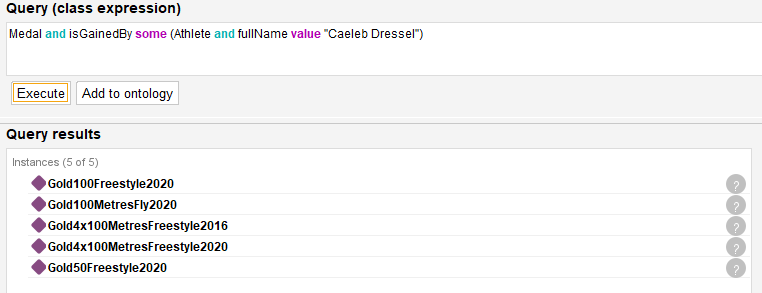 Query (class expression)
Medal and isGainedBy some (Athlete and fullName value "Caeleb Dressel")
Execute
Add to ontology
Query results
Instances (5 of 5)
Gold100Freestyle2020
?
Gold100MetresFly2020
?
Gold4x100MetresFreestyle2016
?
Gold4x100MetresFreestyle2020
?
Gold50Freestyle2020
?